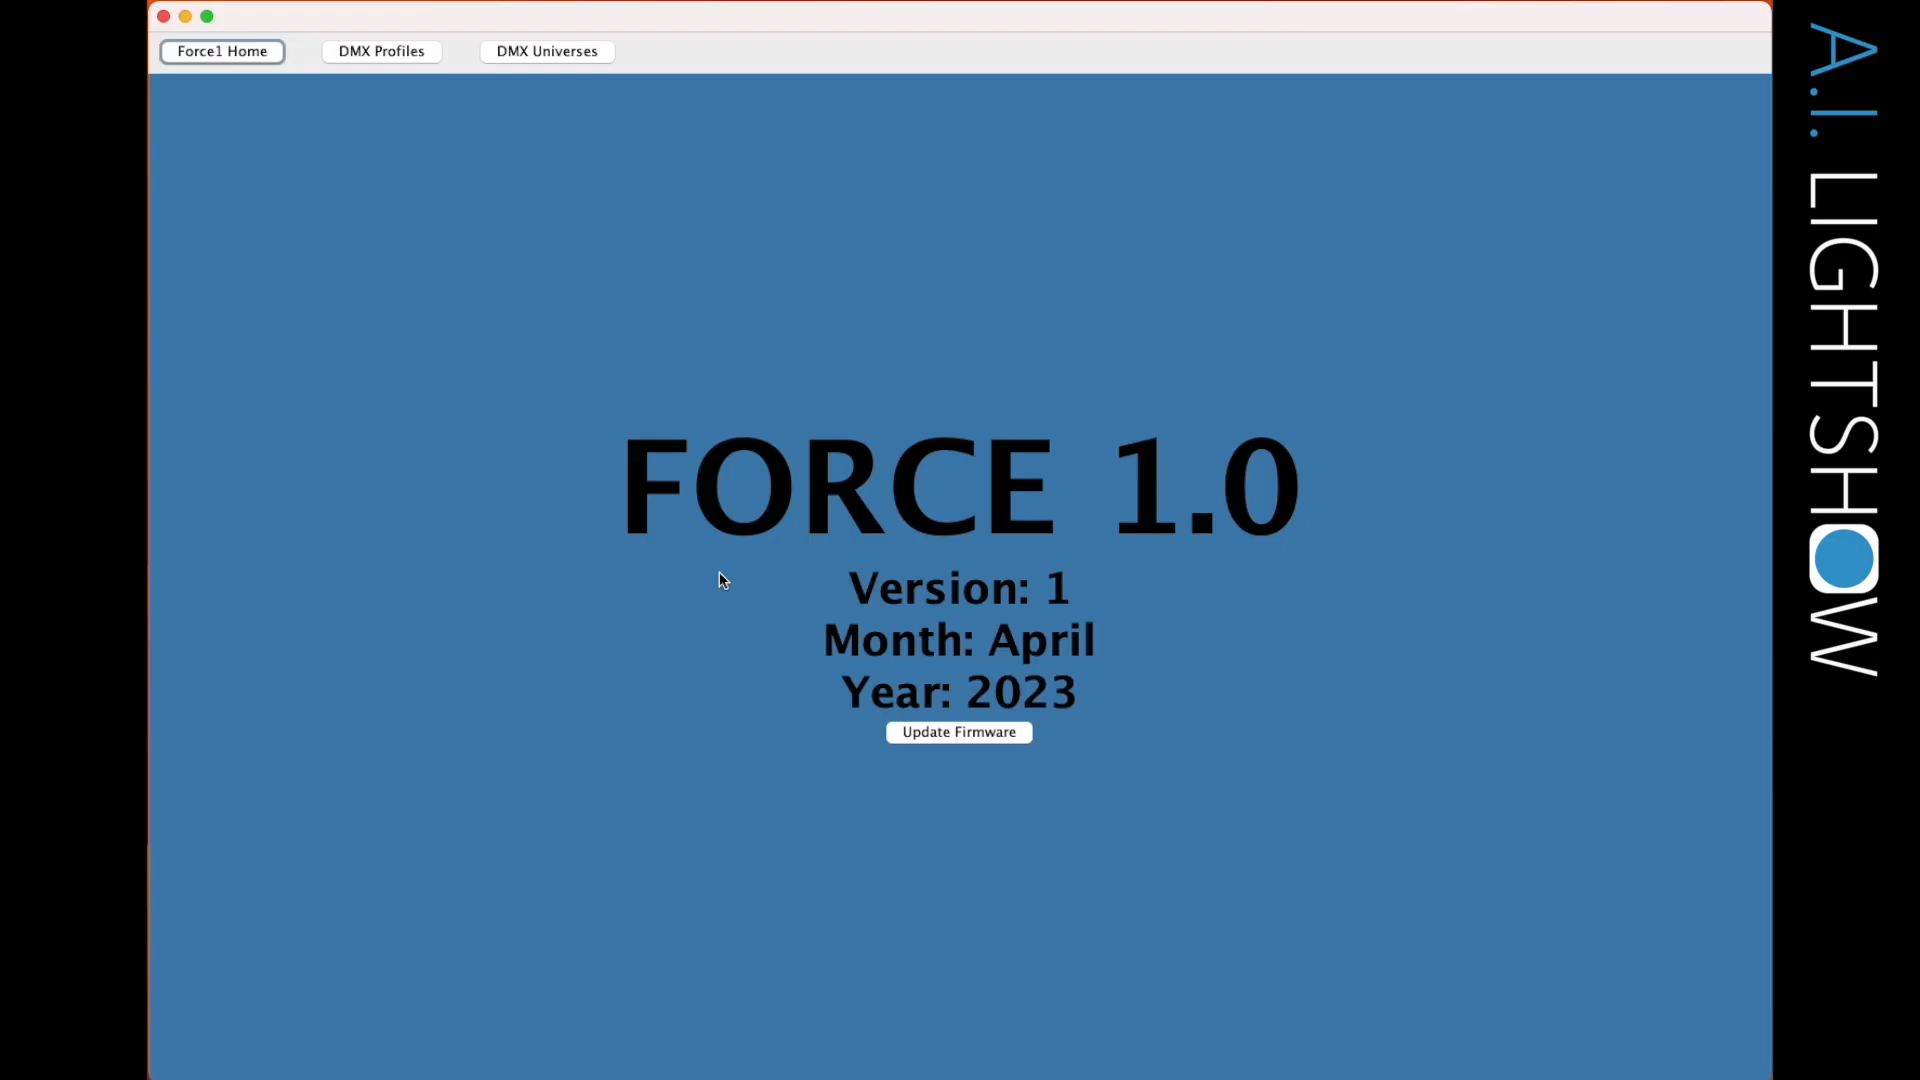 Force1 Home
DMX Profiles
DMX Universes
FORCE 1.0
Version: 1
Month: April
Year: 2023
Update Firmware
A.I. LIGHTSHOW